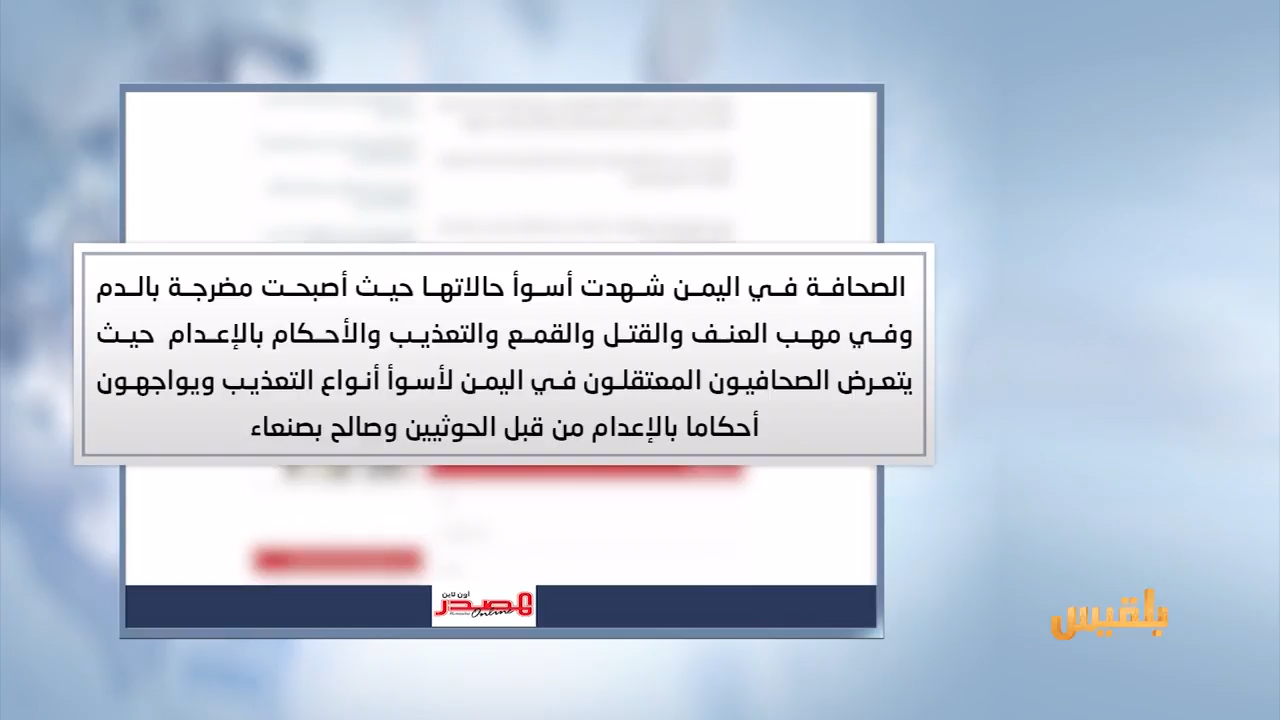 الصحافة في اليمن شهدت أسوأ حالاتها حيث أصبحت مضرجة بالدم
وفي مهب العنف والقتل والقمع والتعذيب والأحكام بالإعدام حيث
يتعرض الصحافيون المعتقلون في اليمن لأسوأ أنواع التعذيب ويواجهون
أحكاما بالإعدام من قبل الحوثيين وصالح بصنعاء
أون لاين
مصدر
Online
بلقيس